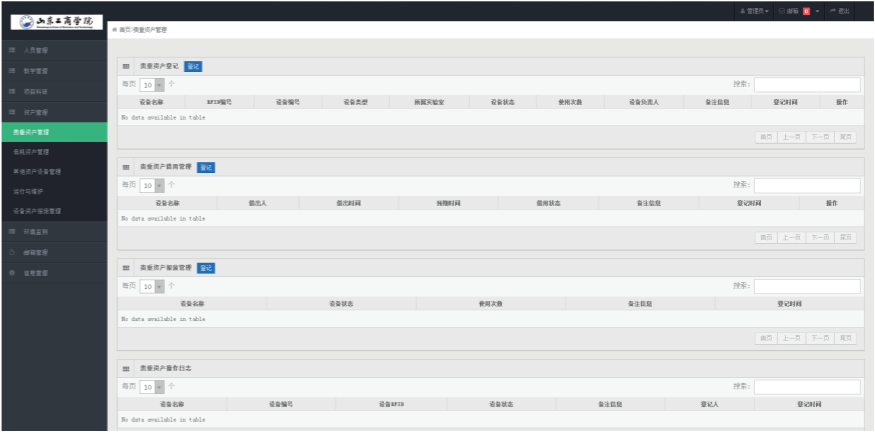 管理员 邮箱 0 退出
山东工商学院
首页·贵重资产管理
人员管理
教学管理
项目科研
资产管理
贵重资产管理
低耗资产管理
其他资产设备管理
运行与维护
设备资产报废管理
环境监测
邮箱管理
信息管理
贵重资产登记 登记
每页 10 个 搜索:
设备名称 RFID编号 设备编号 设备类型 所属实验室 设备状态 使用次数 设备负责人 备注信息 登记时间 操作
No data available in table
首页 上一页 下一页 尾页
贵重资产借用管理 登记
每页 10 个 搜索:
设备名称 借出人 借出时间 预期时间 借用状态 备注信息 登记时间 操作
No data available in table
首页 上一页 下一页 尾页
贵重资产报废管理 登记
每页 10 个 搜索:
设备名称 设备状态 使用次数 备注信息 登记时间
No data available in table
首页 上一页 下一页 尾页
贵重资产操作日志
每页 10 个 搜索:
设备名称 设备编号 设备RFID 设备状态 备注信息 登记人 登记时间
No data available in table